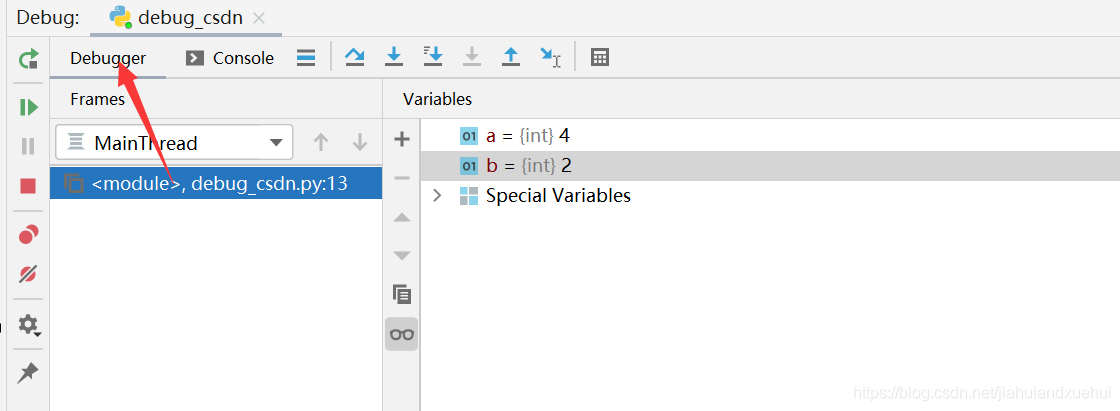 Debug: debug_csdn
Debugger Console
Frames Variables
MainThread
<module>, debug_csdn.py:13
01 a = {int} 4
01 b = {int} 2
Special Variables
https://blog.csdn.net/jiahuiandxuehui